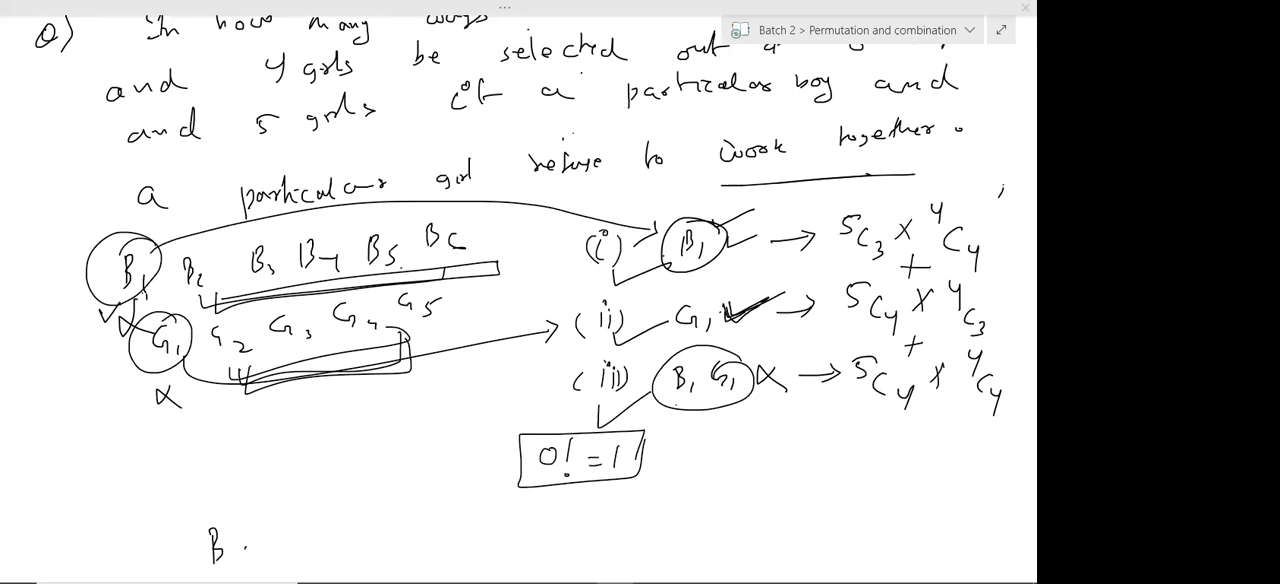 Batch 2 > Permutation and combination
Q) In how many ways
and 4 girls be selected out
and 5 girls if a particular boy and
a particular girl refuse to work together.
B1 B2 B3 B4 B5 B6
G1 G2 G3 G4 G5
(i) B1 → 5C3 × 4C4
+
(ii) G1 → 5C4 × 4C3
+
(iii) B1 G1 → 5C4 × 4C4
0! = 1
B